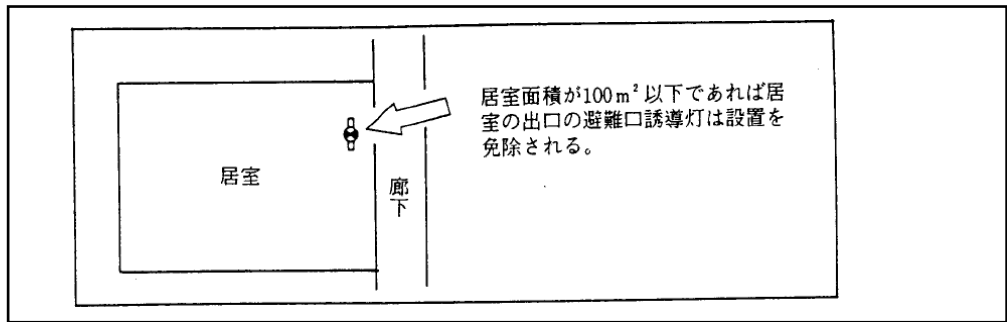 居室面積が100m²以下であれば居
室の出口の避難口誘導灯は設置を
免除される。
居室
廊下